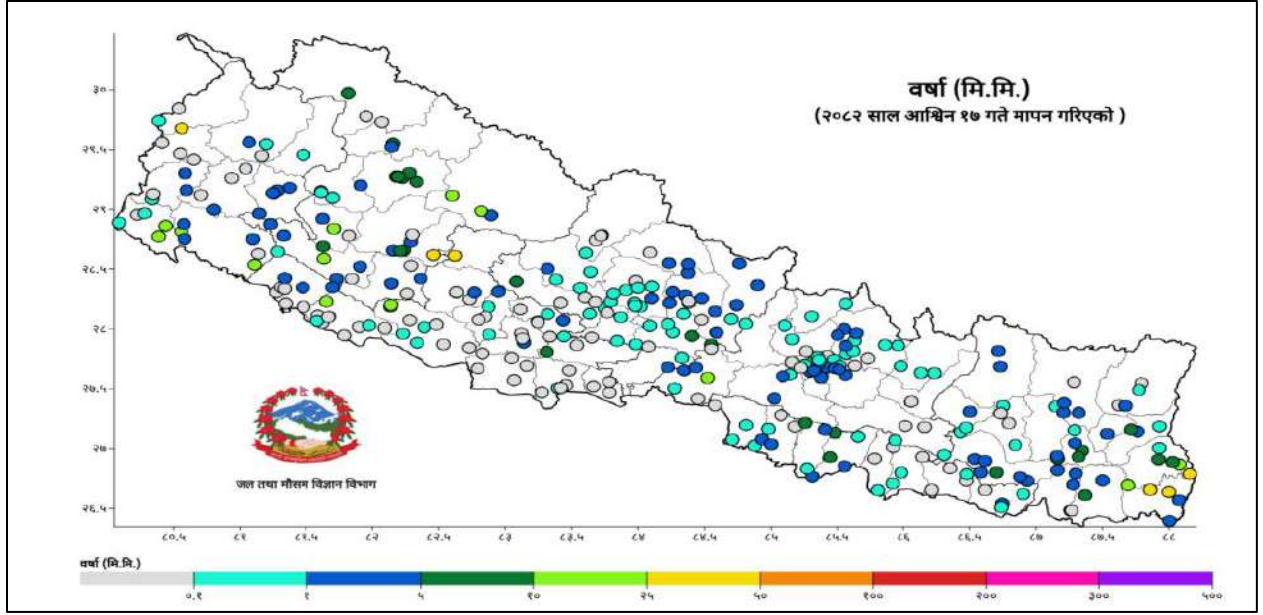 वर्षा (मि.मि.)
(२०८२ साल आश्विन १७ गते मापन गरिएको )
३०
२९.५
२९
२८.५
२८
२७.५
२७
२६.५
जल तथा मौसम विज्ञान विभाग
८०.५ ८१ ८१.५ ८२ ८२.५ ८३ ८३.५ ८४ ८४.५ ८५ ८५.५ ८६ ८६.५ ८७ ८७.५ ८८
वर्षा (मि.मि.)
०.१ १ ५ १० २५ ५० १०० २०० ३०० ५००